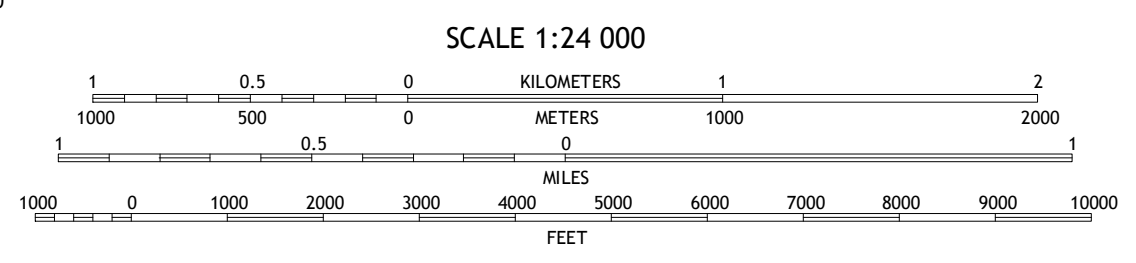 SCALE 1:24 000
1 0.5 0 KILOMETERS 1 2
1000 500 0 METERS 1000 2000
1 0.5 0 1
MILES
1000 0 1000 2000 3000 4000 5000 6000 7000 8000 9000 10000
FEET